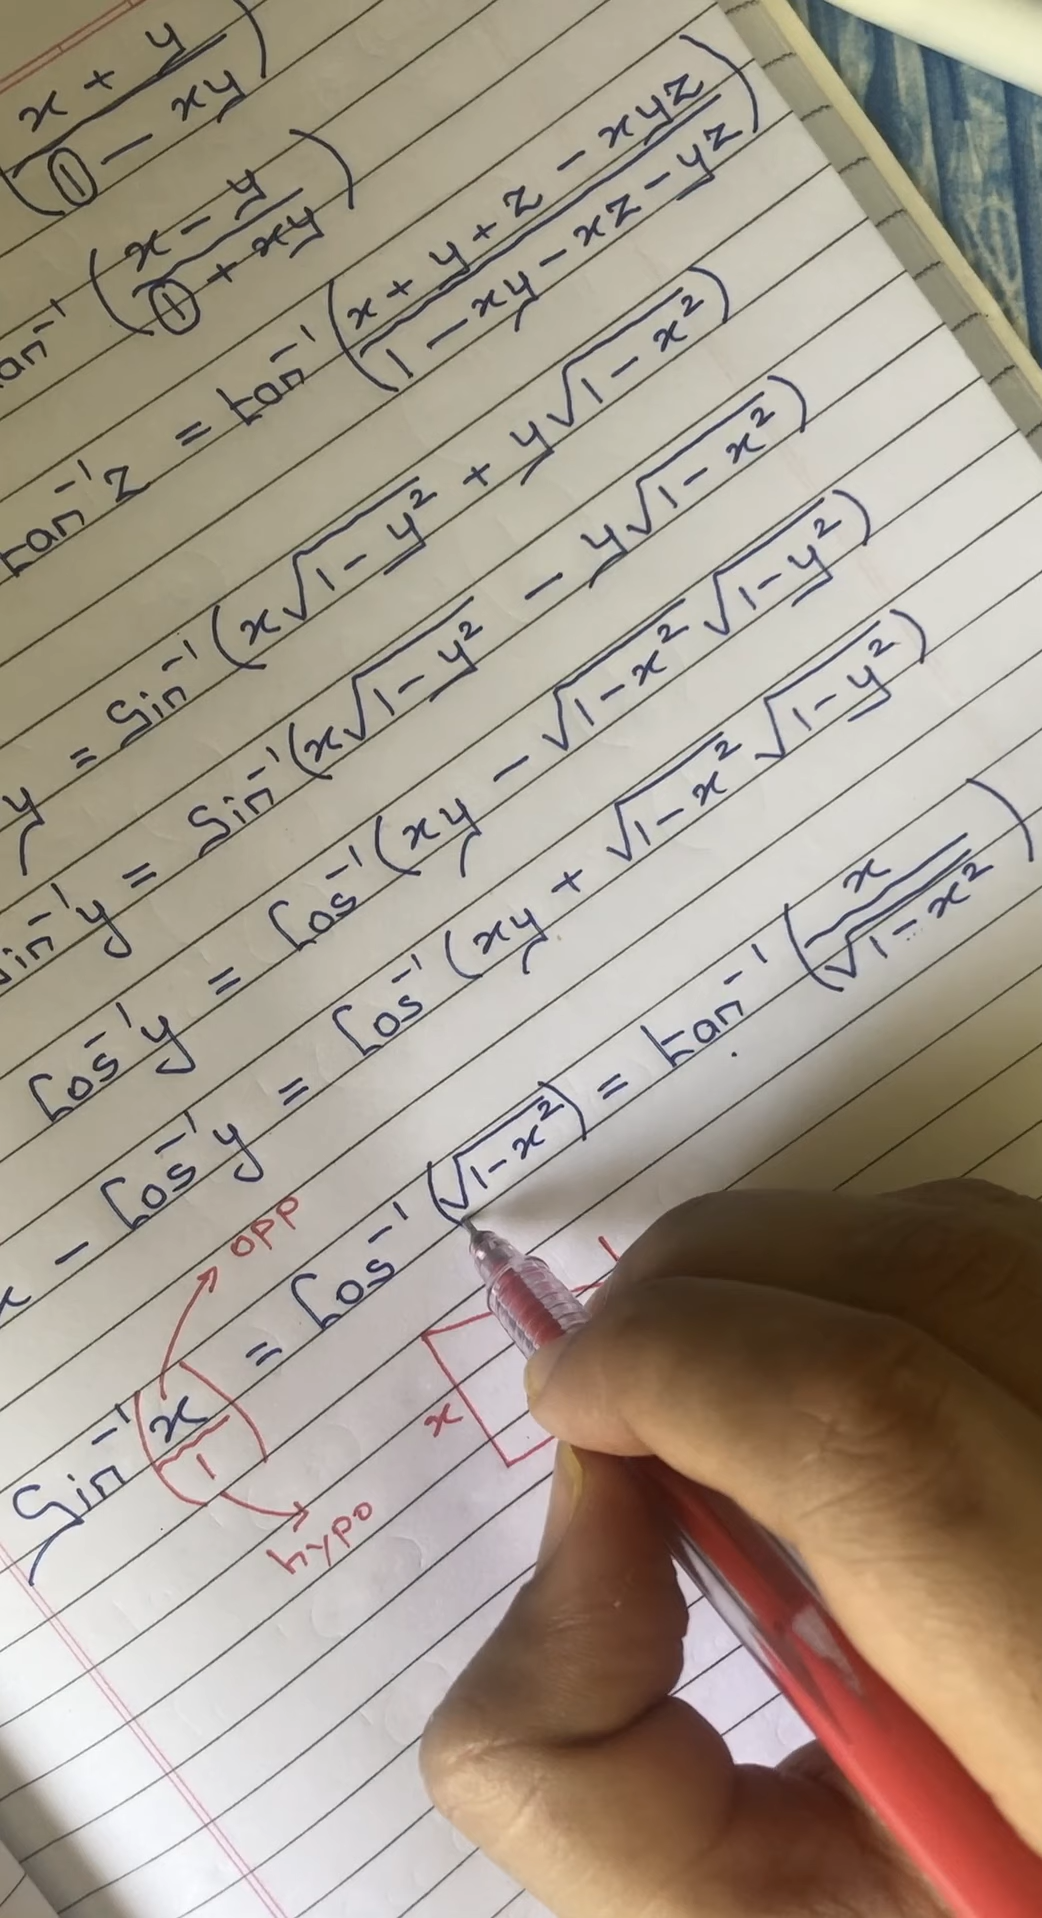 (x + y / 1 - xy)
tan⁻¹ (x - y / 1 + xy)
tan⁻¹z = tan⁻¹ (x + y + z - xyz / 1 - xy - xz - yz)
y = Sin⁻¹ (x√1-y² + y√1-x²)
Sin⁻¹y = Sin⁻¹(x√1-y² - y√1-x²)
Cos⁻¹y = Cos⁻¹(xy - √1-x² √1-y²)
x - Cos⁻¹y = Cos⁻¹(xy + √1-x² √1-y²)
opp
Sin⁻¹(x / 1) = Cos⁻¹(√1-x²) = tan⁻¹(x / √1-x²)
x
hypo